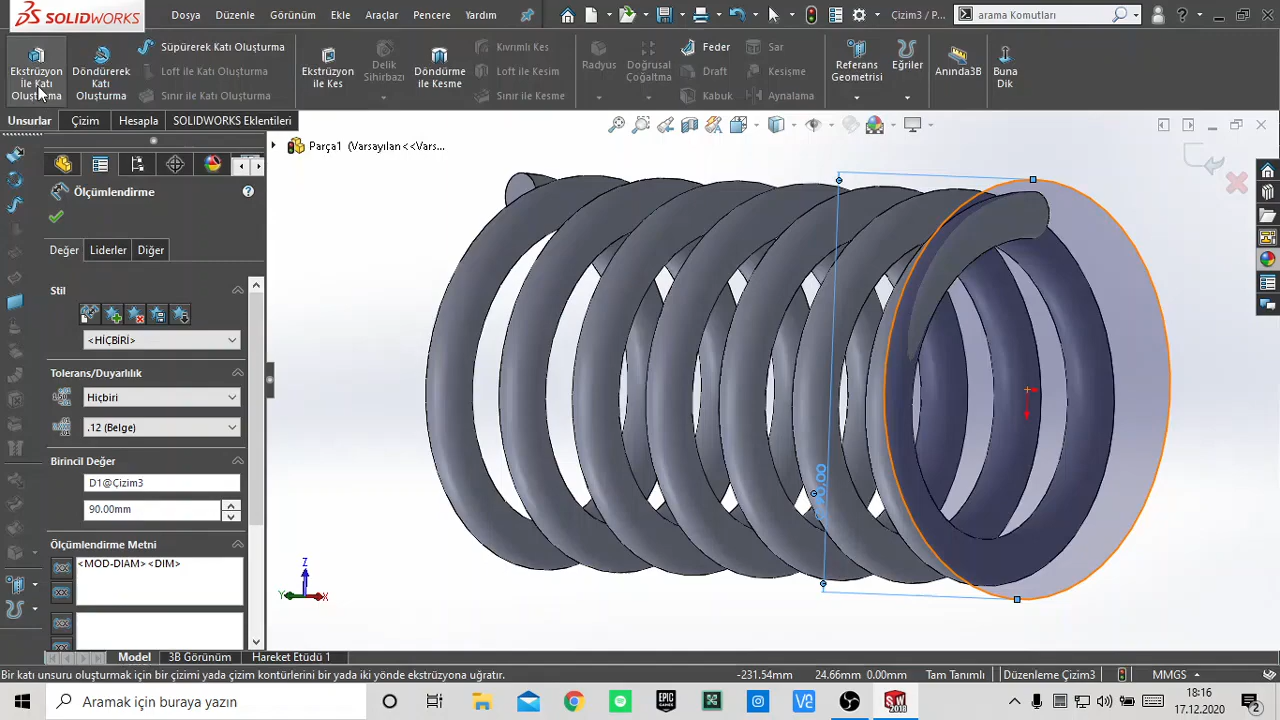 SOLIDWORKS
Dosya Düzenle Görünüm Ekle Araçlar Pencere Yardım
Çizim3 / P...
arama Komutları
Ekstrüzyon ile Katı Oluşturma
Döndürerek Katı Oluşturma
Süpürerek Katı Oluşturma
Loft ile Katı Oluşturma
Sınır ile Katı Oluşturma
Ekstrüzyon ile Kes
Delik Sihirbazı
Döndürme ile Kesme
Kıvrımlı Kes
Loft ile Kesim
Sınır ile Kesme
Radyus
Doğrusal Çoğaltma
Feder
Draft
Kabuk
Sar
Kesişme
Aynalama
Referans Geometrisi
Eğriler
Anında3B
Buna Dik
Unsurlar Çizim Hesapla SOLIDWORKS Eklentileri
Parça1 (Varsayılan<<Vars...
Ölçümlendirme
Değer Liderler Diğer
Stil
<HİÇBİRİ>
Tolerans/Duyarlılık
Hiçbiri
.12 (Belge)
Birincil Değer
D1@Çizim3
90.00mm
Ölçümlendirme Metni
<MOD-DIAM><DIM>
Z
Y
X
Model 3B Görünüm Hareket Etüdü 1
Bir katı unsuru oluşturmak için bir çizimi yada çizim kontürlerini bir yada iki yönde ekstrüzyona uğratır.
-231.54mm 24.66mm 0.00mm Tam Tanımlı Düzenleme Çizim3 MMGS
Aramak için buraya yazın
EPIC GAMES
SW 2018
18:16
17.12.2020
2